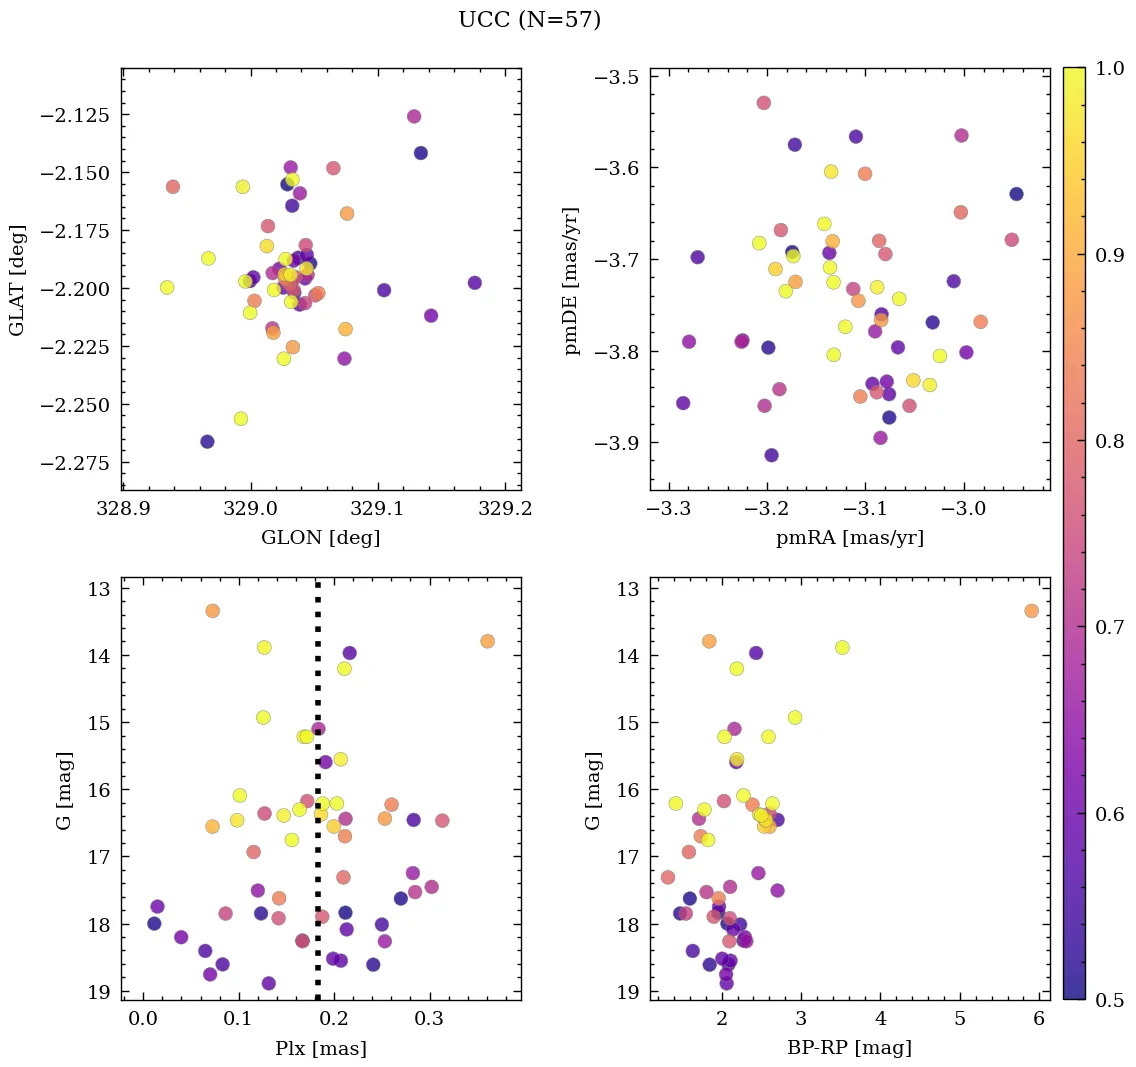 UCC (N=57)
−2.125
−2.150
−2.175
−2.200
−2.225
−2.250
−2.275
GLAT [deg]
328.9 329.0 329.1 329.2
GLON [deg]
−3.5
−3.6
−3.7
−3.8
−3.9
pmDE [mas/yr]
−3.3 −3.2 −3.1 −3.0
pmRA [mas/yr]
13
14
15
16
17
18
19
G [mag]
0.0 0.1 0.2 0.3
Plx [mas]
13
14
15
16
17
18
19
G [mag]
2 3 4 5 6
BP-RP [mag]
1.0
0.9
0.8
0.7
0.6
0.5